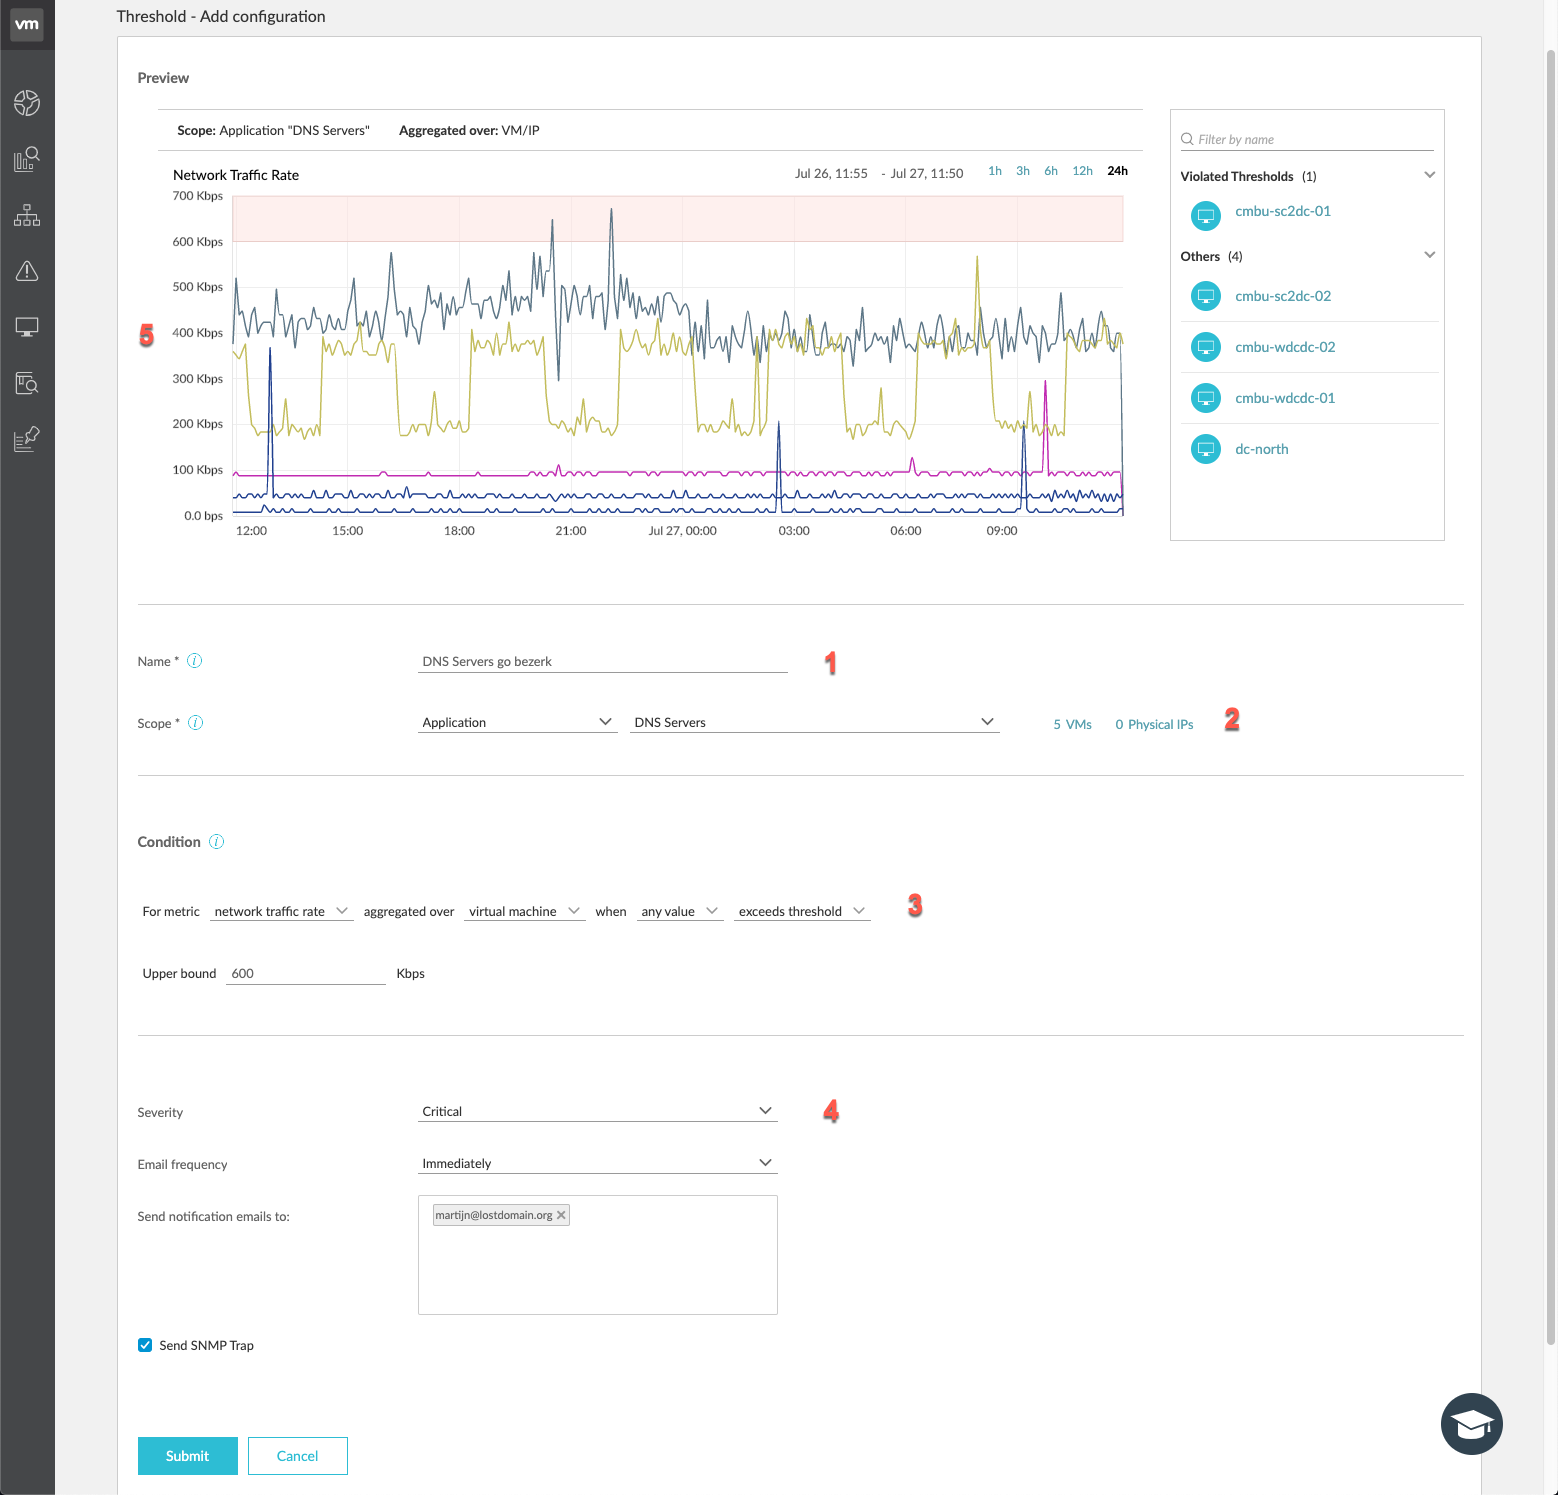 vm
Threshold - Add configuration
Preview
Scope: Application "DNS Servers" Aggregated over: VM/IP
Network Traffic Rate
Jul 26, 11:55 - Jul 27, 11:50 1h 3h 6h 12h 24h
700 Kbps
600 Kbps
500 Kbps
400 Kbps
300 Kbps
200 Kbps
100 Kbps
0.0 bps
12:00 15:00 18:00 21:00 Jul 27, 00:00 03:00 06:00 09:00
5
Filter by name
Violated Thresholds (1)
cmbu-sc2dc-01
Others (4)
cmbu-sc2dc-02
cmbu-wdcdc-02
cmbu-wdcdc-01
dc-north
Name * i DNS Servers go bezerk 1
Scope * i Application DNS Servers 5 VMs 0 Physical IPs 2
Condition i
For metric network traffic rate aggregated over virtual machine when any value exceeds threshold 3
Upper bound 600 Kbps
Severity Critical 4
Email frequency Immediately
Send notification emails to: martijn@lostdomain.org
Send SNMP Trap
Submit Cancel